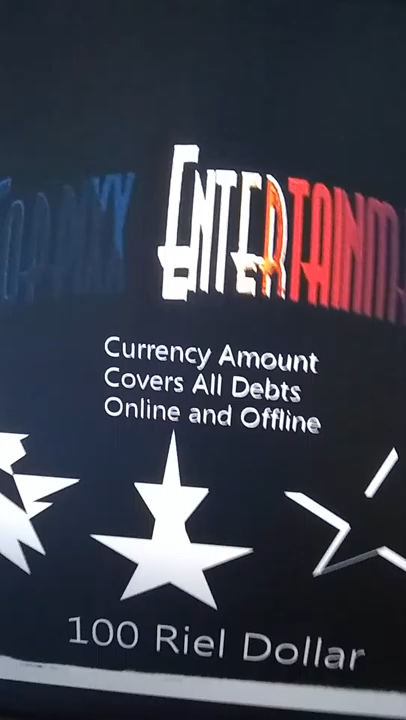 ENTERTAINM
Currency Amount
Covers All Debts
Online and Offline
100 Riel Dollar